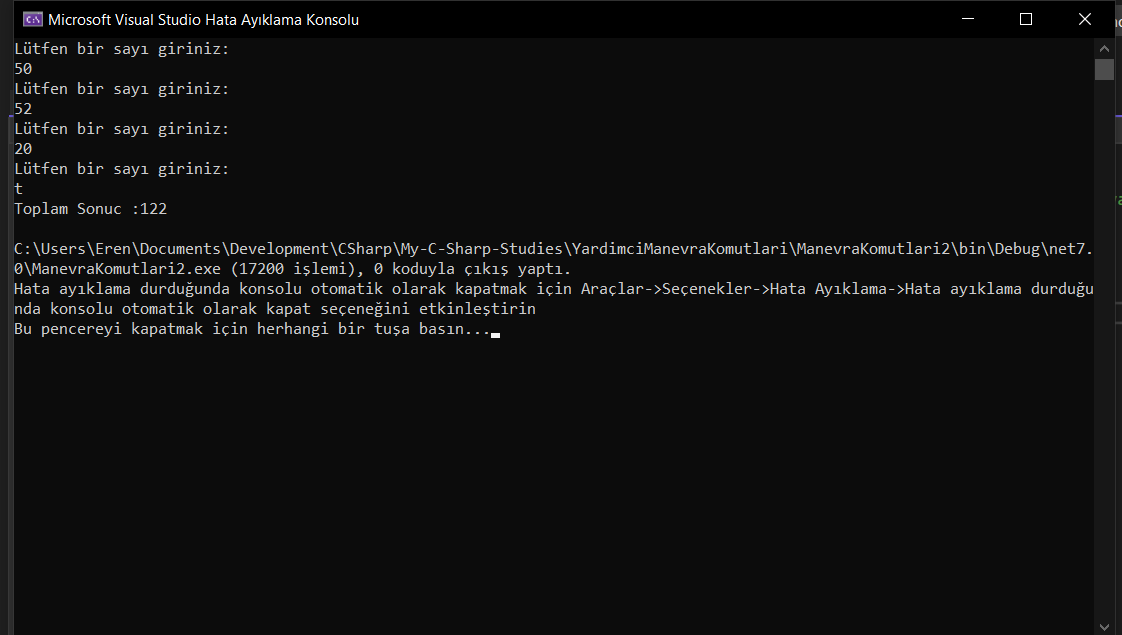 Microsoft Visual Studio Hata Ayıklama Konsolu
Lütfen bir sayı giriniz:
50
Lütfen bir sayı giriniz:
52
Lütfen bir sayı giriniz:
20
Lütfen bir sayı giriniz:
t
Toplam Sonuc :122
C:\Users\Eren\Documents\Development\CSharp\My-C-Sharp-Studies\YardimciManevraKomutlari\ManevraKomutlari2\bin\Debug\net7.
0\ManevraKomutlari2.exe (17200 işlemi), 0 koduyla çıkış yaptı.
Hata ayıklama durduğunda konsolu otomatik olarak kapatmak için Araçlar->Seçenekler->Hata Ayıklama->Hata ayıklama durduğu
nda konsolu otomatik olarak kapat seçeneğini etkinleştirin
Bu pencereyi kapatmak için herhangi bir tuşa basın...